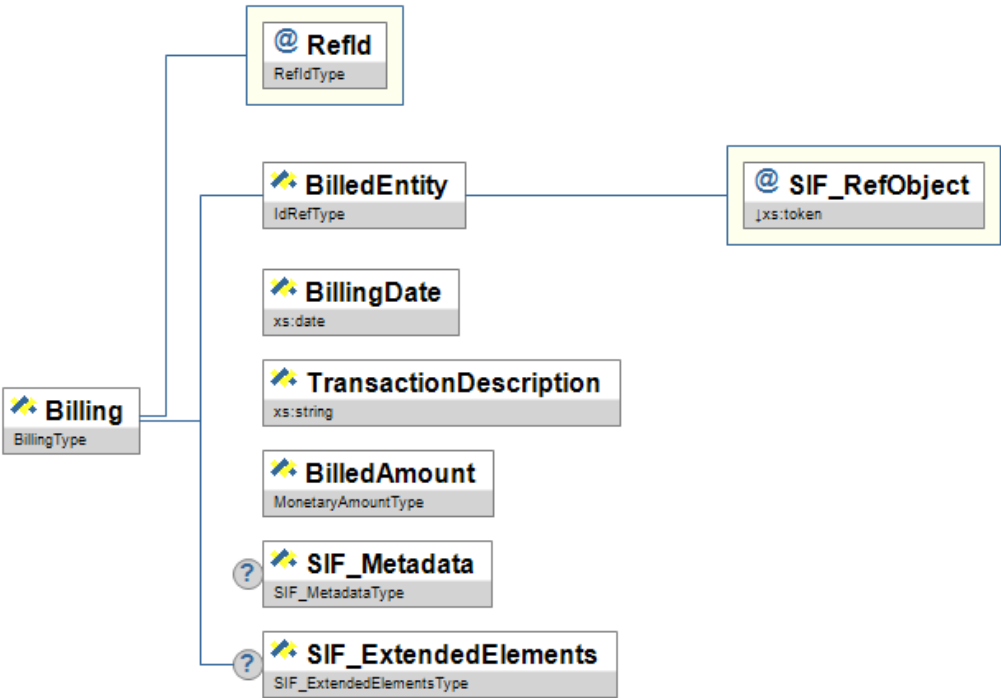 @ RefId
RefIdType
BilledEntity
IdRefType
@ SIF_RefObject
↓xs:token
BillingDate
xs:date
TransactionDescription
xs:string
Billing
BillingType
BilledAmount
MonetaryAmountType
? SIF_Metadata
SIF_MetadataType
? SIF_ExtendedElements
SIF_ExtendedElementsType